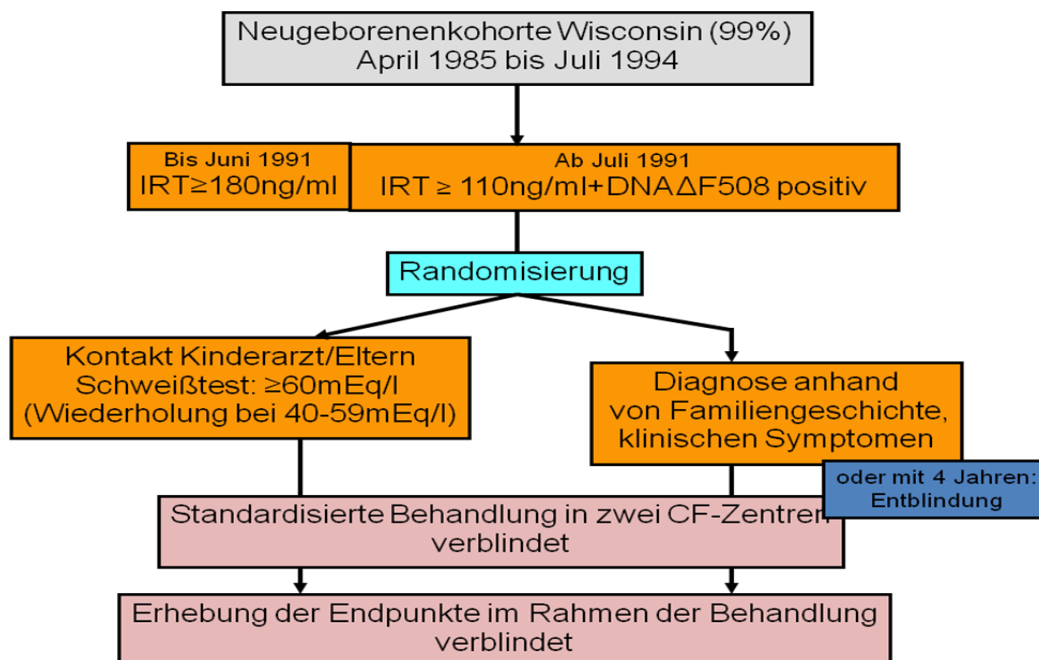 Neugeborenenkohorte Wisconsin (99%)
April 1985 bis Juli 1994
Bis Juni 1991
IRT≥180ng/ml
Ab Juli 1991
IRT ≥ 110ng/ml+DNAΔF508 positiv
Randomisierung
Kontakt Kinderarzt/Eltern
Schweißtest: ≥60mEq/l
(Wiederholung bei 40-59mEq/l)
Diagnose anhand
von Familiengeschichte,
klinischen Symptomen
oder mit 4 Jahren:
Entblindung
Standardisierte Behandlung in zwei CF-Zentren
verblindet
Erhebung der Endpunkte im Rahmen der Behandlung
verblindet